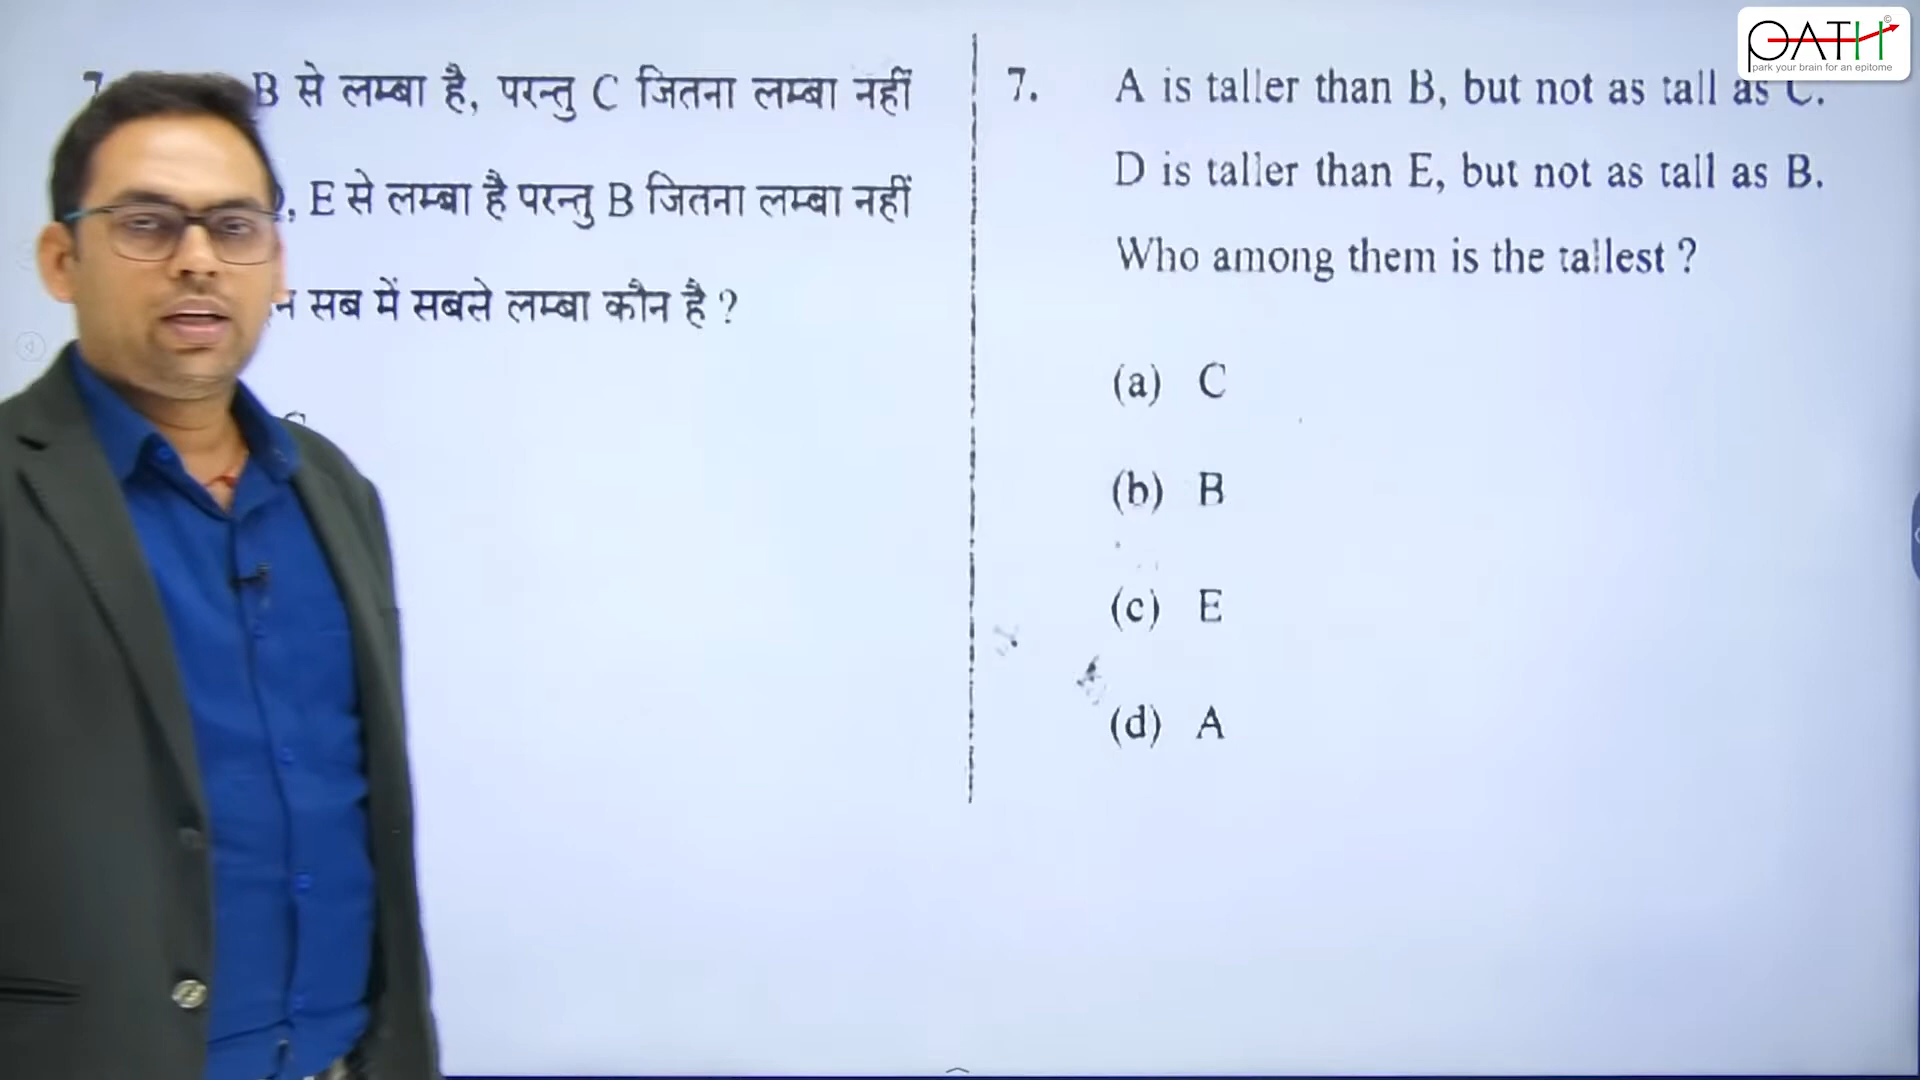 B से लम्बा है, परन्तु C जितना लम्बा नहीं
, E से लम्बा है परन्तु B जितना लम्बा नहीं
सब में सबसे लम्बा कौन है ?
7. A is taller than B, but not as tall as C.
D is taller than E, but not as tall as B.
Who among them is the tallest ?
(a) C
(b) B
(c) E
(d) A
PATH
park your brain for an epitome